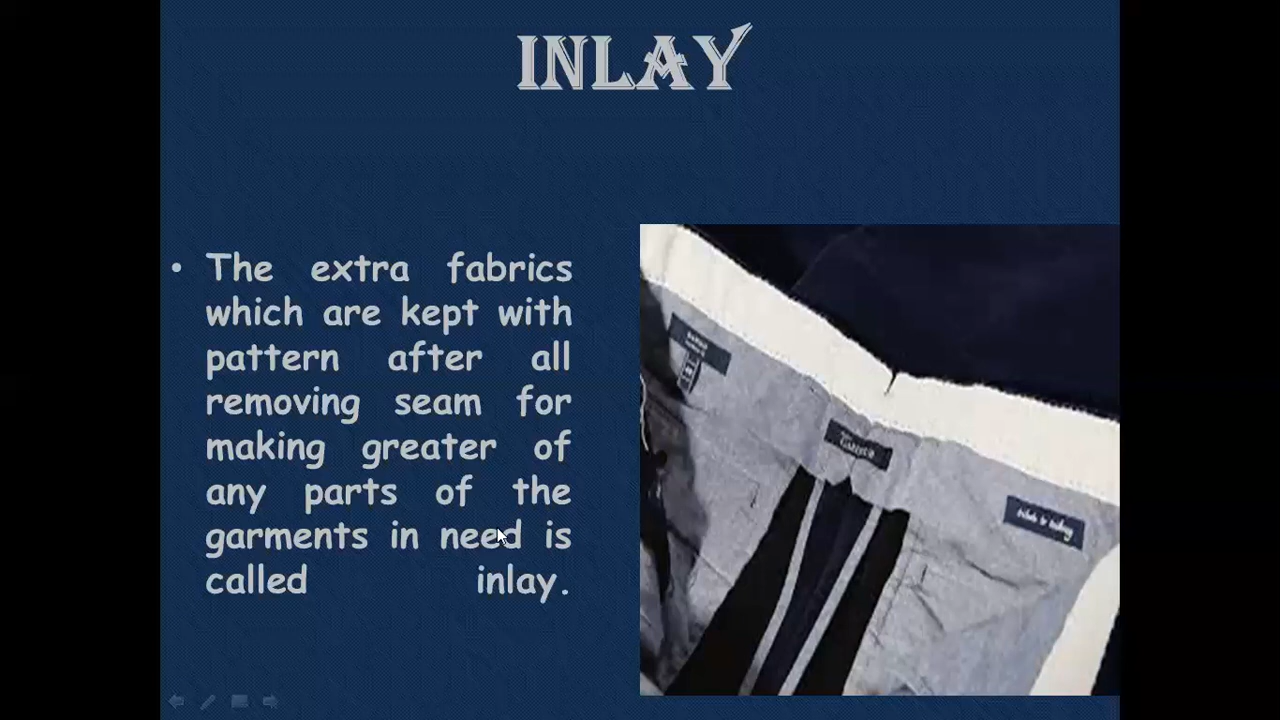 INLAY
• The extra fabrics
which are kept with
pattern after all
removing seam for
making greater of
any parts of the
garments in need is
called inlay.